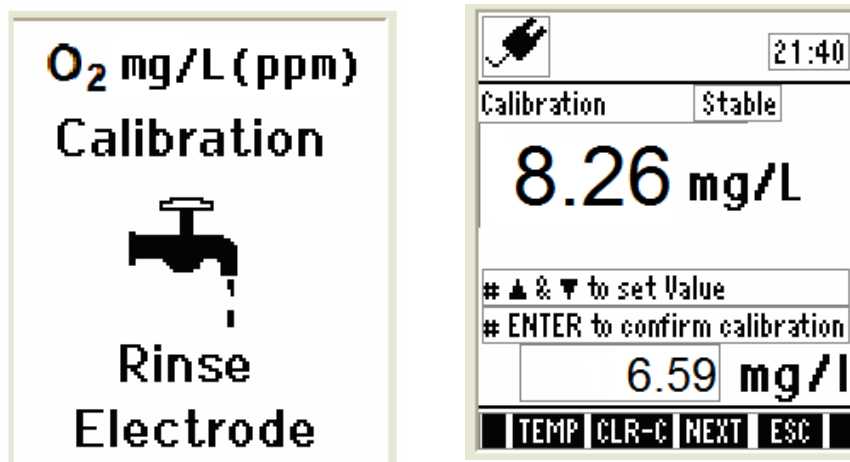 O₂ mg/L(ppm)
Calibration
Rinse
Electrode
21:40
Calibration Stable
8.26 mg/L
# ▲ & ▼ to set Value
# ENTER to confirm calibration
6.59 mg/l
TEMP CLR-C NEXT ESC